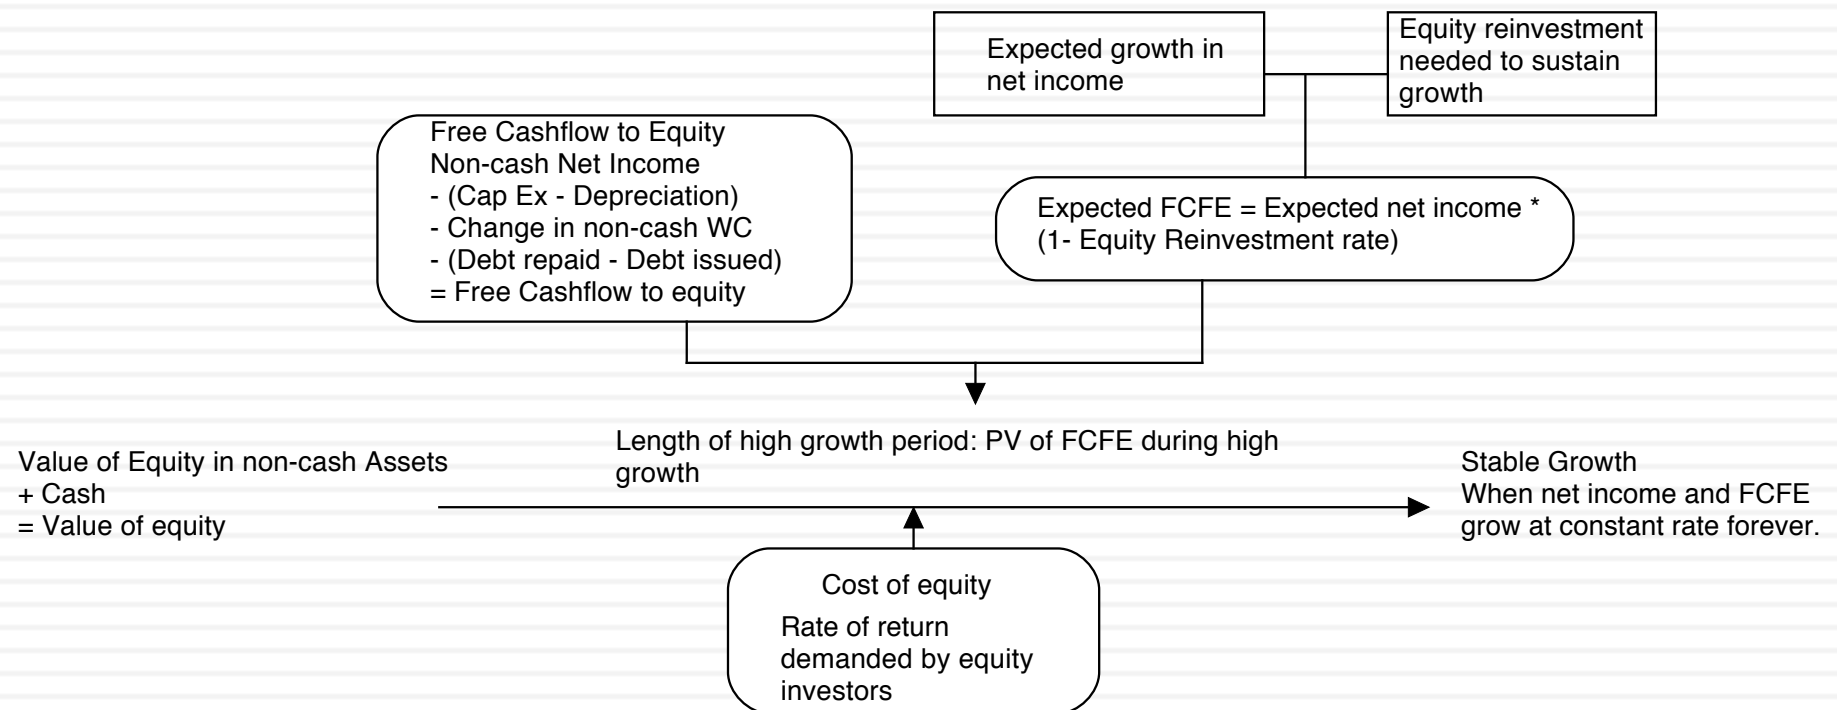 Expected growth in
net income
Equity reinvestment
needed to sustain
growth
Free Cashflow to Equity
Non-cash Net Income
- (Cap Ex - Depreciation)
- Change in non-cash WC
- (Debt repaid - Debt issued)
= Free Cashflow to equity
Expected FCFE = Expected net income *
(1- Equity Reinvestment rate)
Length of high growth period: PV of FCFE during high
growth
Value of Equity in non-cash Assets
+ Cash
= Value of equity
Stable Growth
When net income and FCFE
grow at constant rate forever.
Cost of equity
Rate of return
demanded by equity
investors